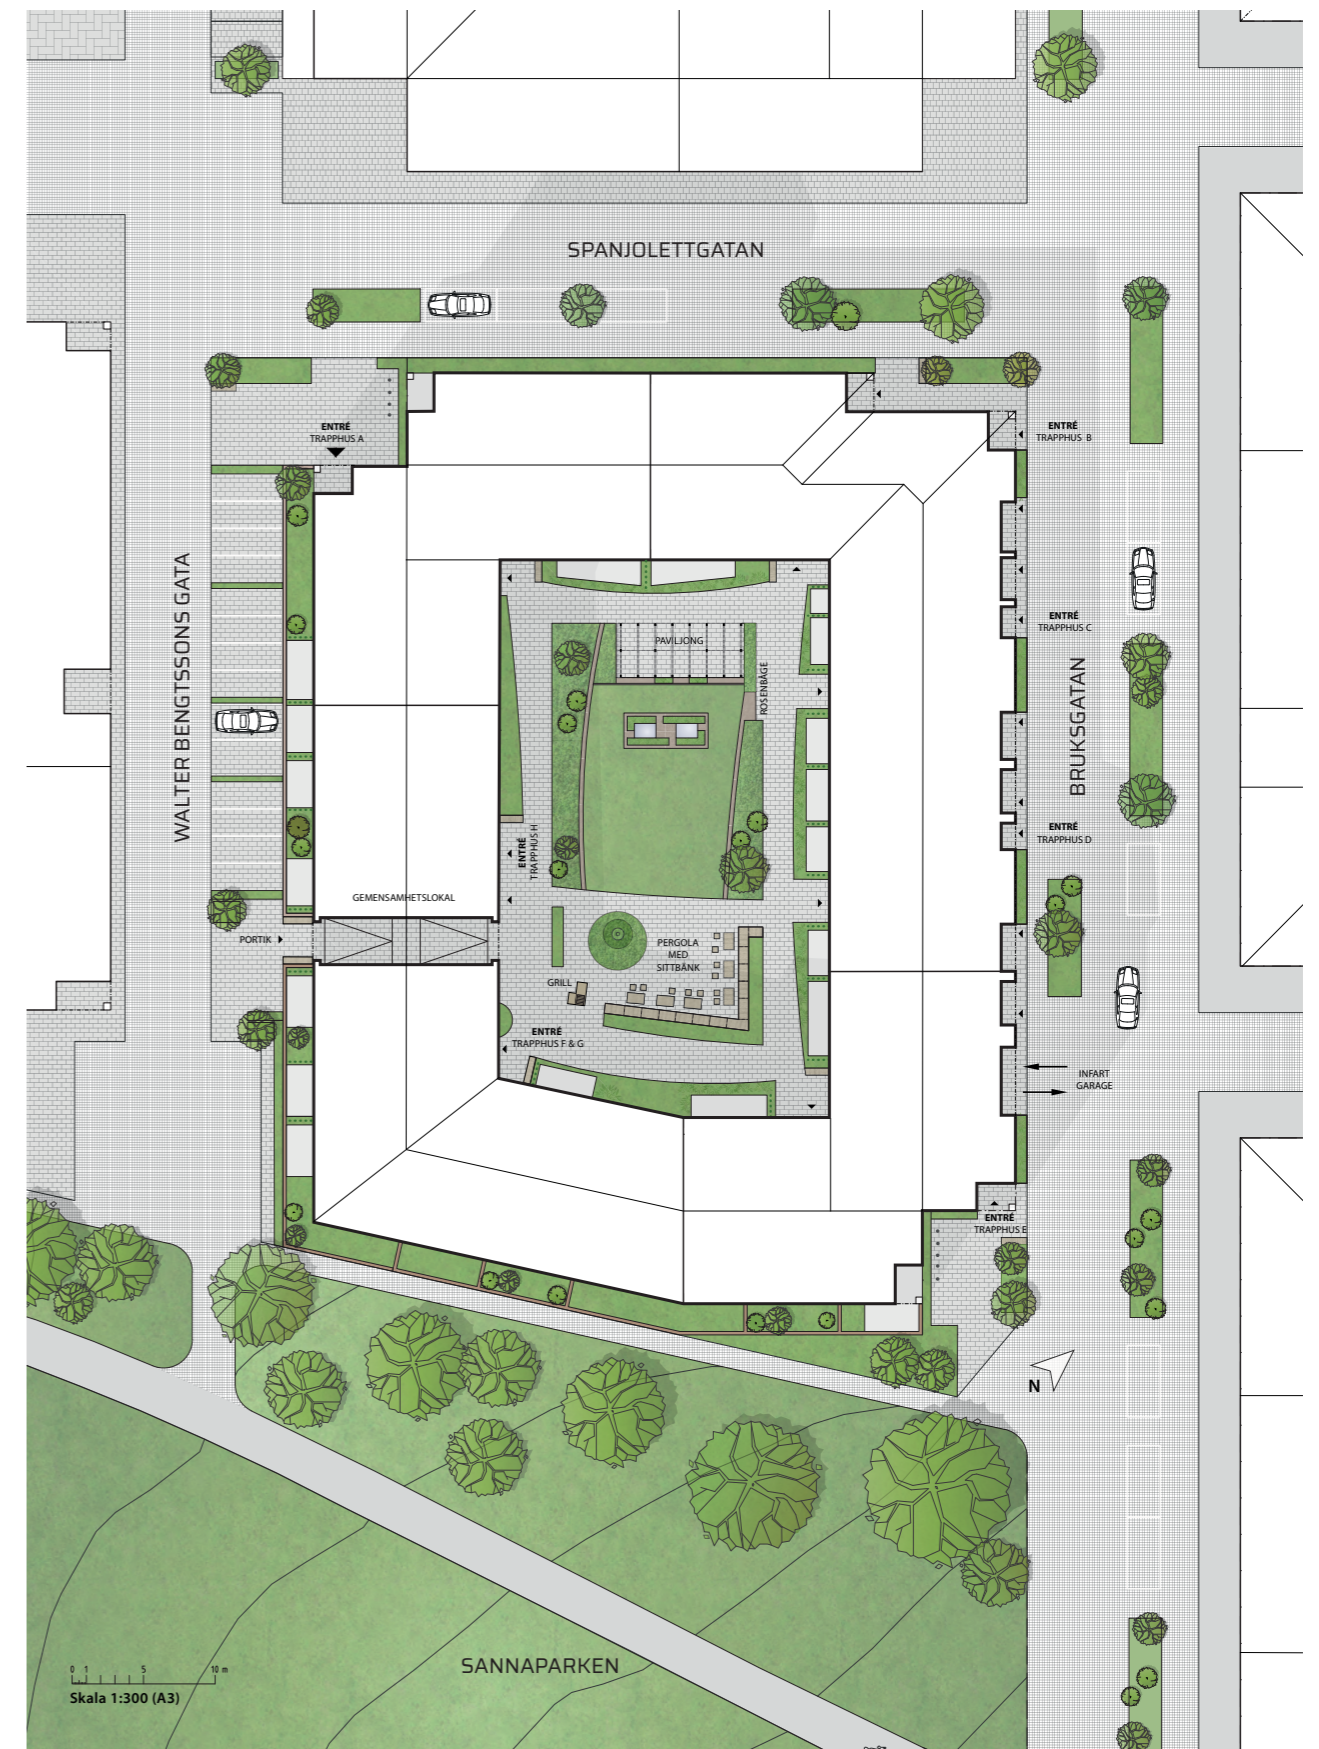 SPANJOLETTGATAN
ENTRÉ
TRAPPHUS A
ENTRÉ
TRAPPHUS B
WALTER BENGTSSONS GATA
ENTRÉ
TRAPPHUS C
PAVILJONG
ROSENBÅGE
BRUKSGATAN
ENTRÉ
TRAPPHUS D
ENTRÉ
TRAPPHUS H
GEMENSAMHETSLOKAL
PORTIK
PERGOLA
MED
SITTBÄNK
GRILL
ENTRÉ
TRAPPHUS F & G
INFART
GARAGE
ENTRÉ
TRAPPHUS E
N
SANNAPARKEN
0 1 5 10 m
Skala 1:300 (A3)